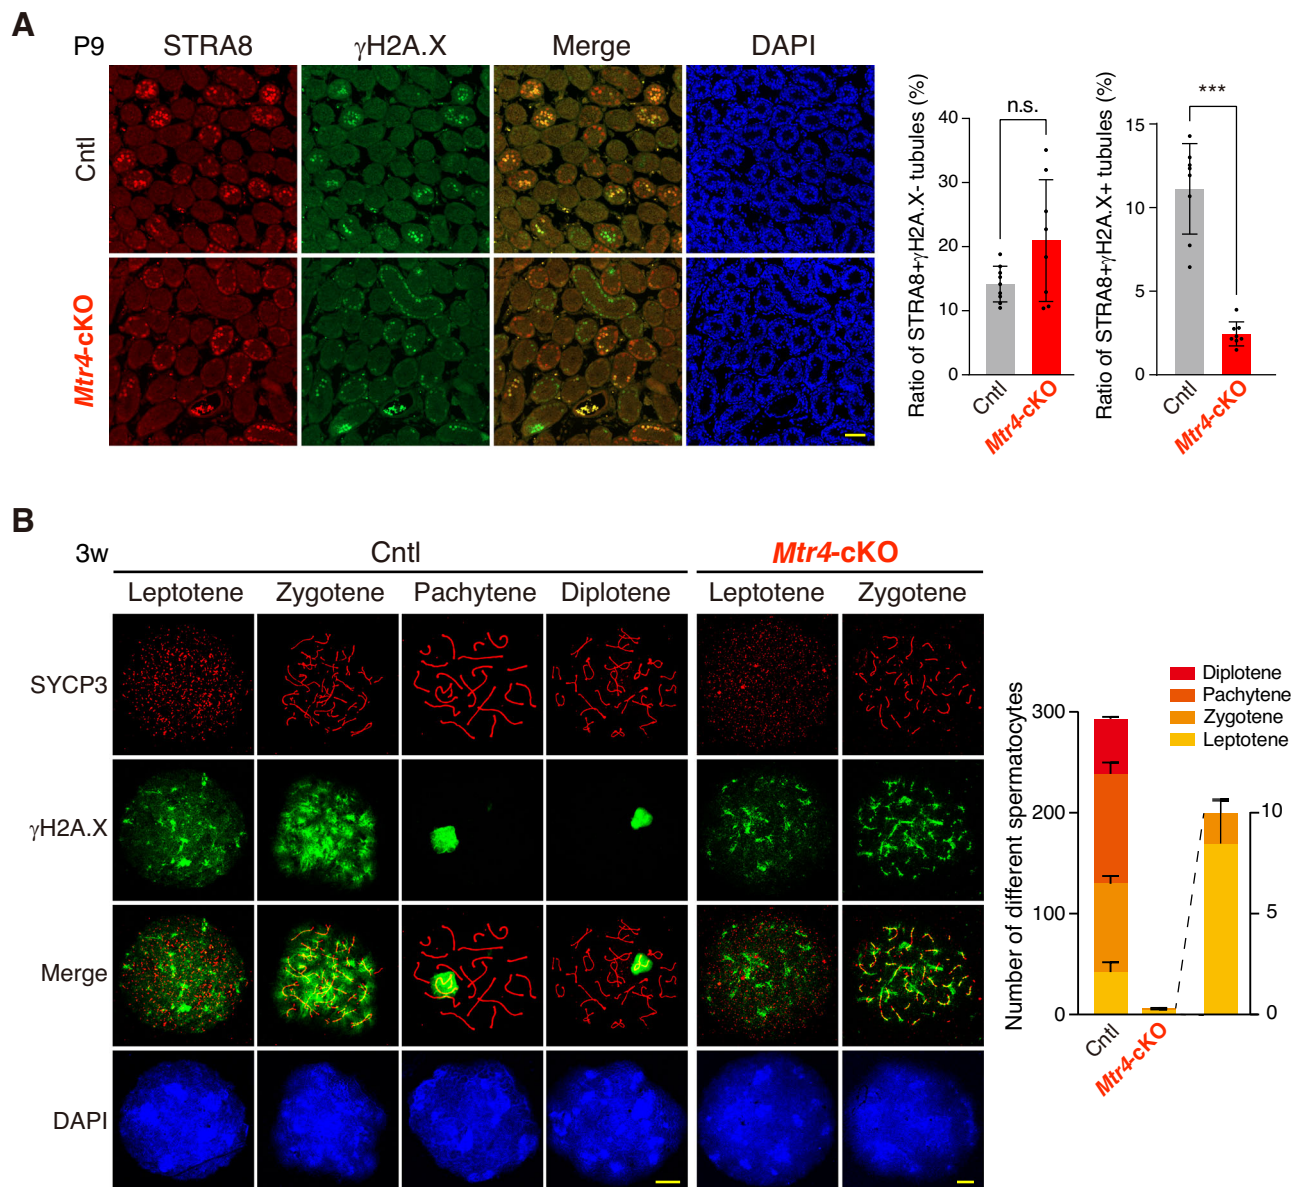 A
P9 STRA8 γH2A.X Merge DAPI
Cntl
Mtr4-cKO
Ratio of STRA8+γH2A.X- tubules (%)
40
30
20
10
0
n.s.
Cntl
Mtr4-cKO
Ratio of STRA8+γH2A.X+ tubules (%)
15
10
5
0
***
Cntl
Mtr4-cKO
B
3w Cntl Mtr4-cKO
Leptotene Zygotene Pachytene Diplotene Leptotene Zygotene
SYCP3
γH2A.X
Merge
DAPI
Diplotene
Pachytene
Zygotene
Leptotene
Number of different spermatocytes
300
200
100
0
10
5
0
Cntl
Mtr4-cKO